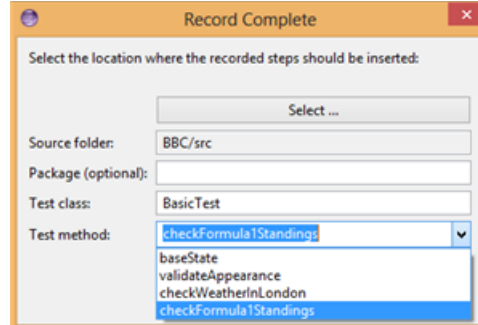 Record Complete
Select the location where the recorded steps should be inserted:
Select ...
Source folder: BBC/src
Package (optional):
Test class: BasicTest
Test method: checkFormula1Standings
baseState
validateAppearance
checkWeatherInLondon
checkFormula1Standings